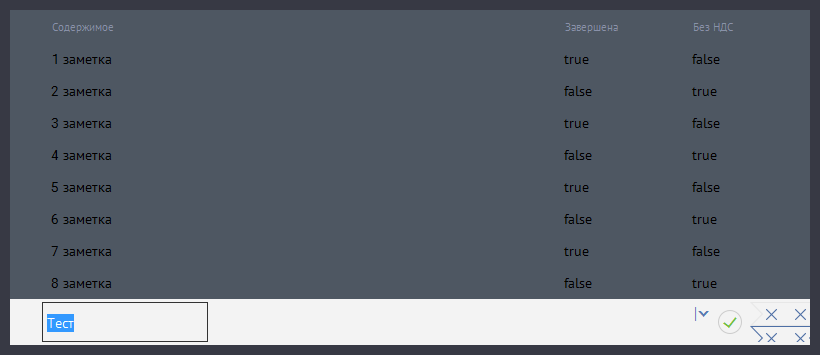 Содержимое Завершена Без НДС
1 заметка true false
2 заметка false true
3 заметка true false
4 заметка false true
5 заметка true false
6 заметка false true
7 заметка true false
8 заметка false true
Тест